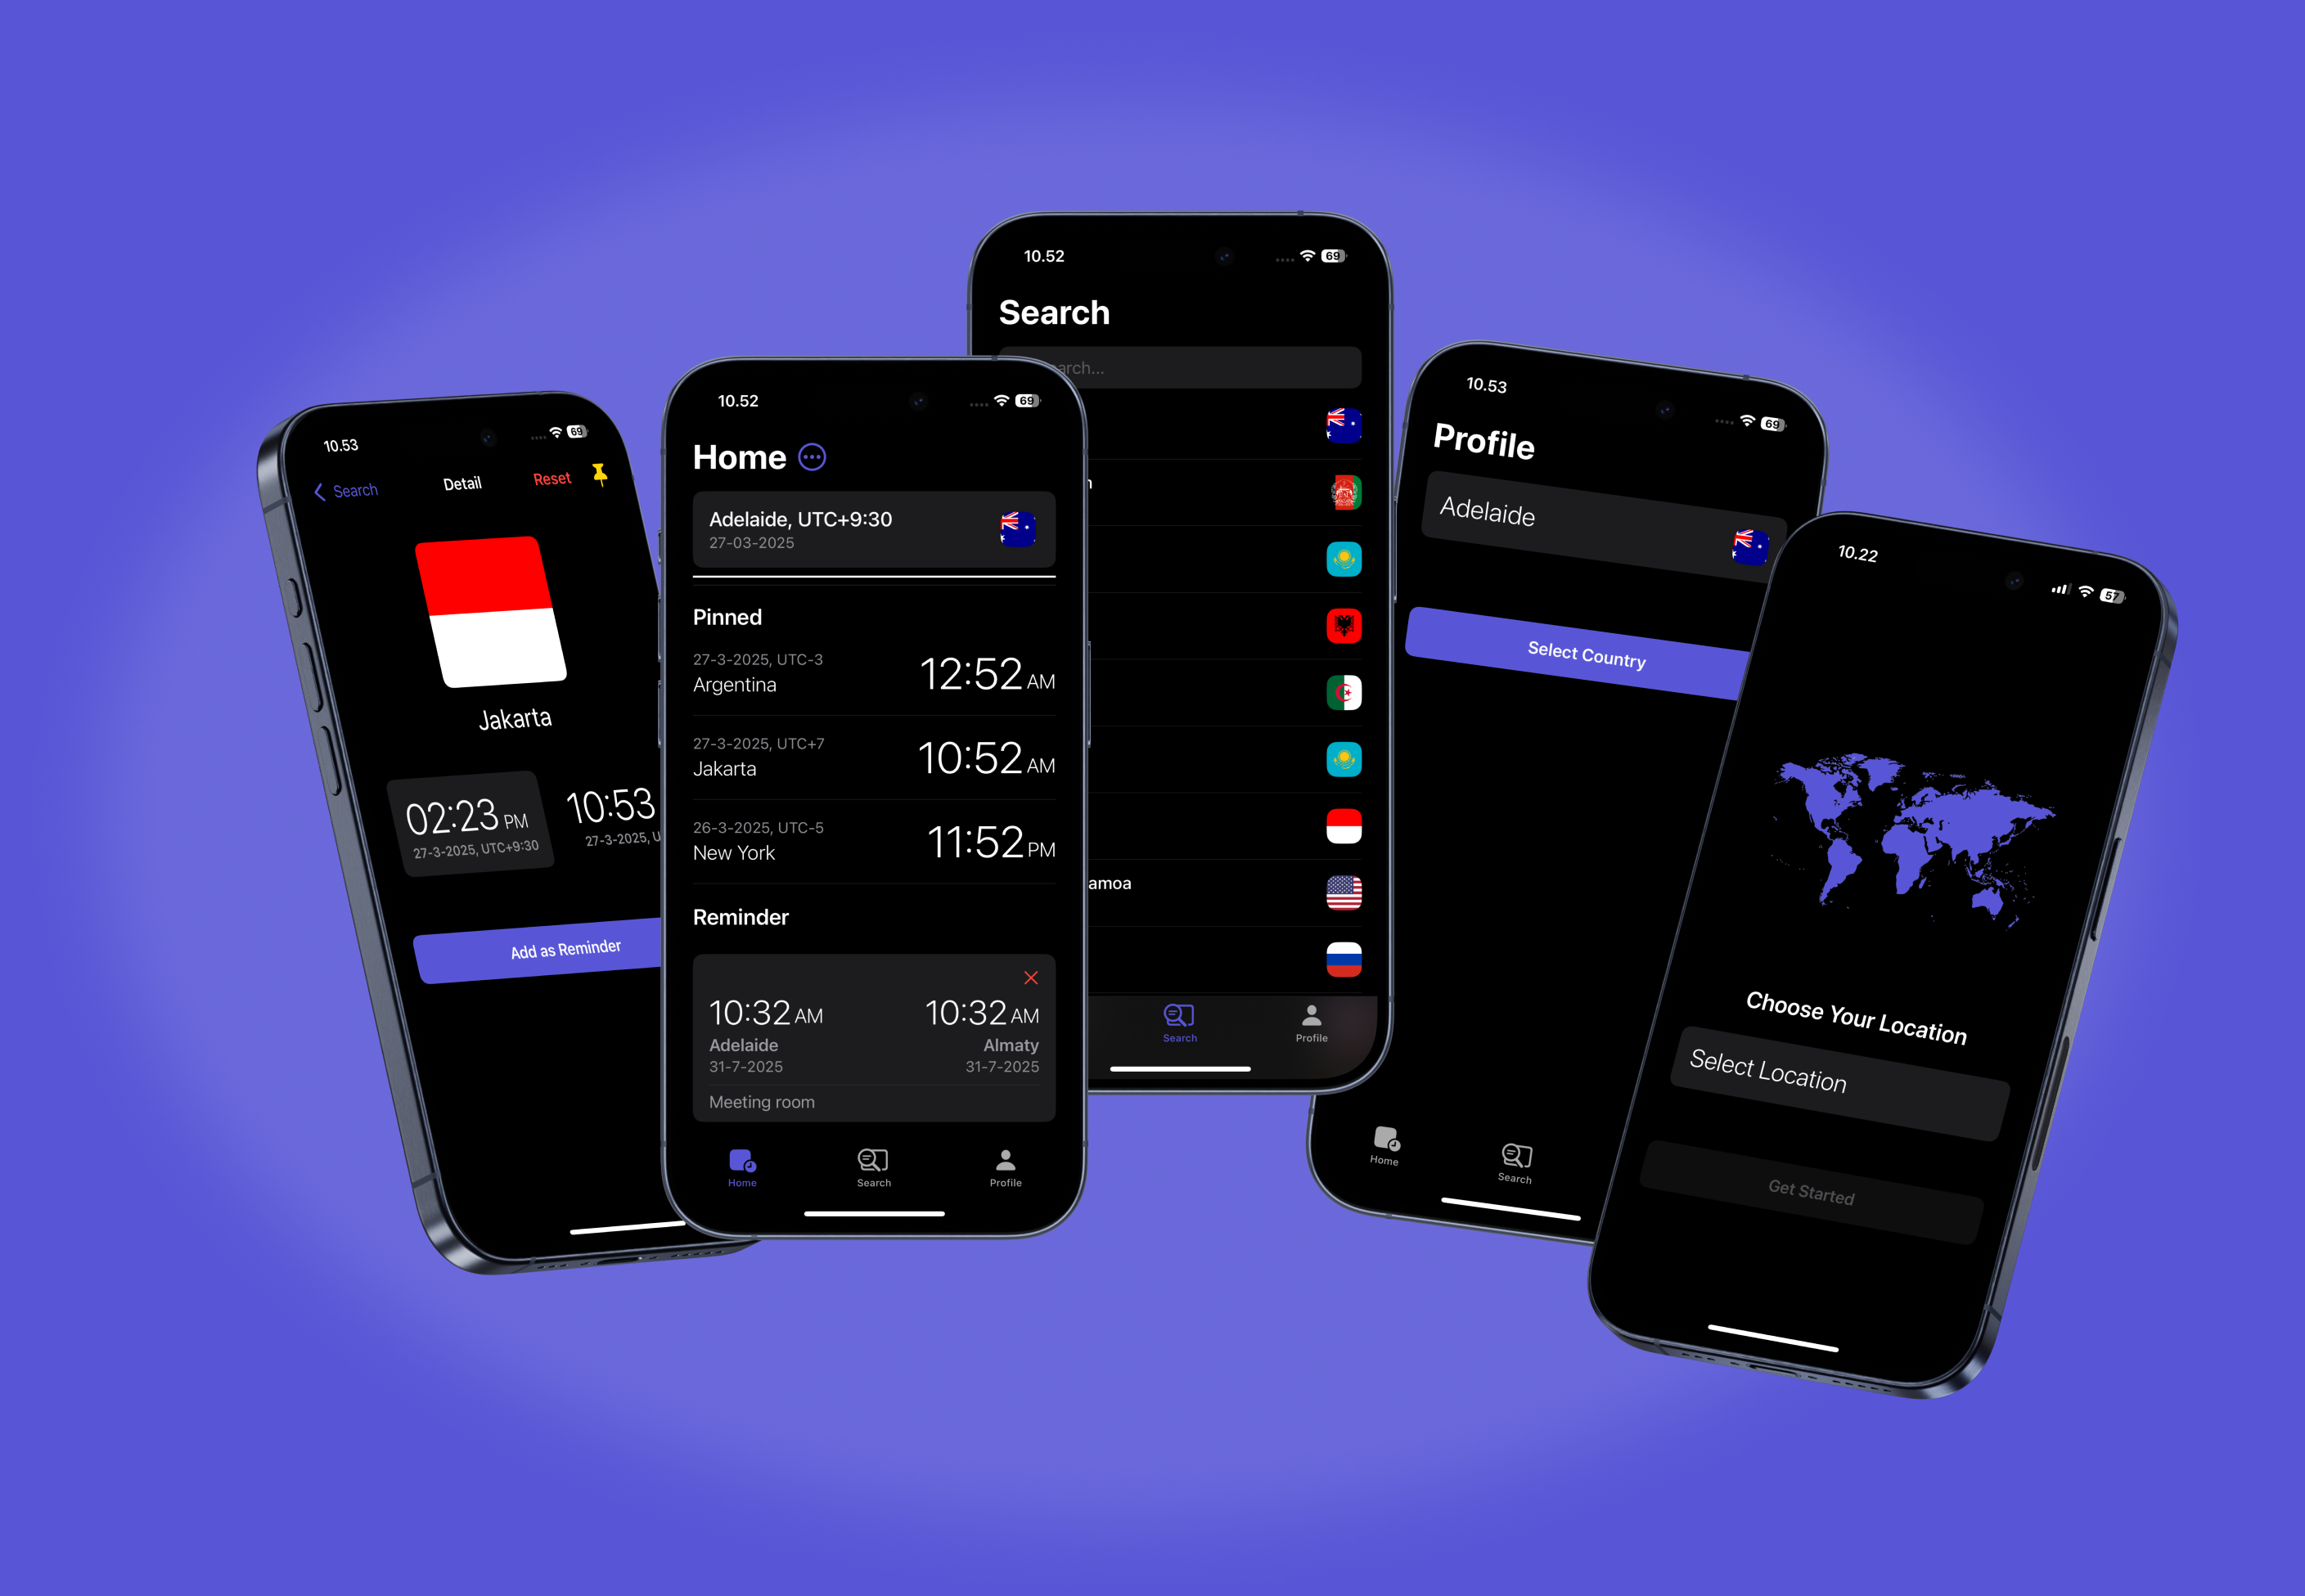 10.53
69
Search
Detail
Reset
Jakarta
02:23 PM
27-3-2025, UTC+9:30
10:53
27-3-2025, U
Add as Reminder
10.52
69
Home
Adelaide, UTC+9:30
27-03-2025
Pinned
27-3-2025, UTC-3
Argentina
12:52 AM
27-3-2025, UTC+7
Jakarta
10:52 AM
26-3-2025, UTC-5
New York
11:52 PM
Reminder
10:32 AM
10:32 AM
Adelaide
Almaty
31-7-2025
31-7-2025
Meeting room
Home
Search
Profile
10.52
69
Search
arch...
n
amoa
Search
Profile
10.53
69
Profile
Adelaide
Select Country
Home
Search
10.22
57
Choose Your Location
Select Location
Get Started